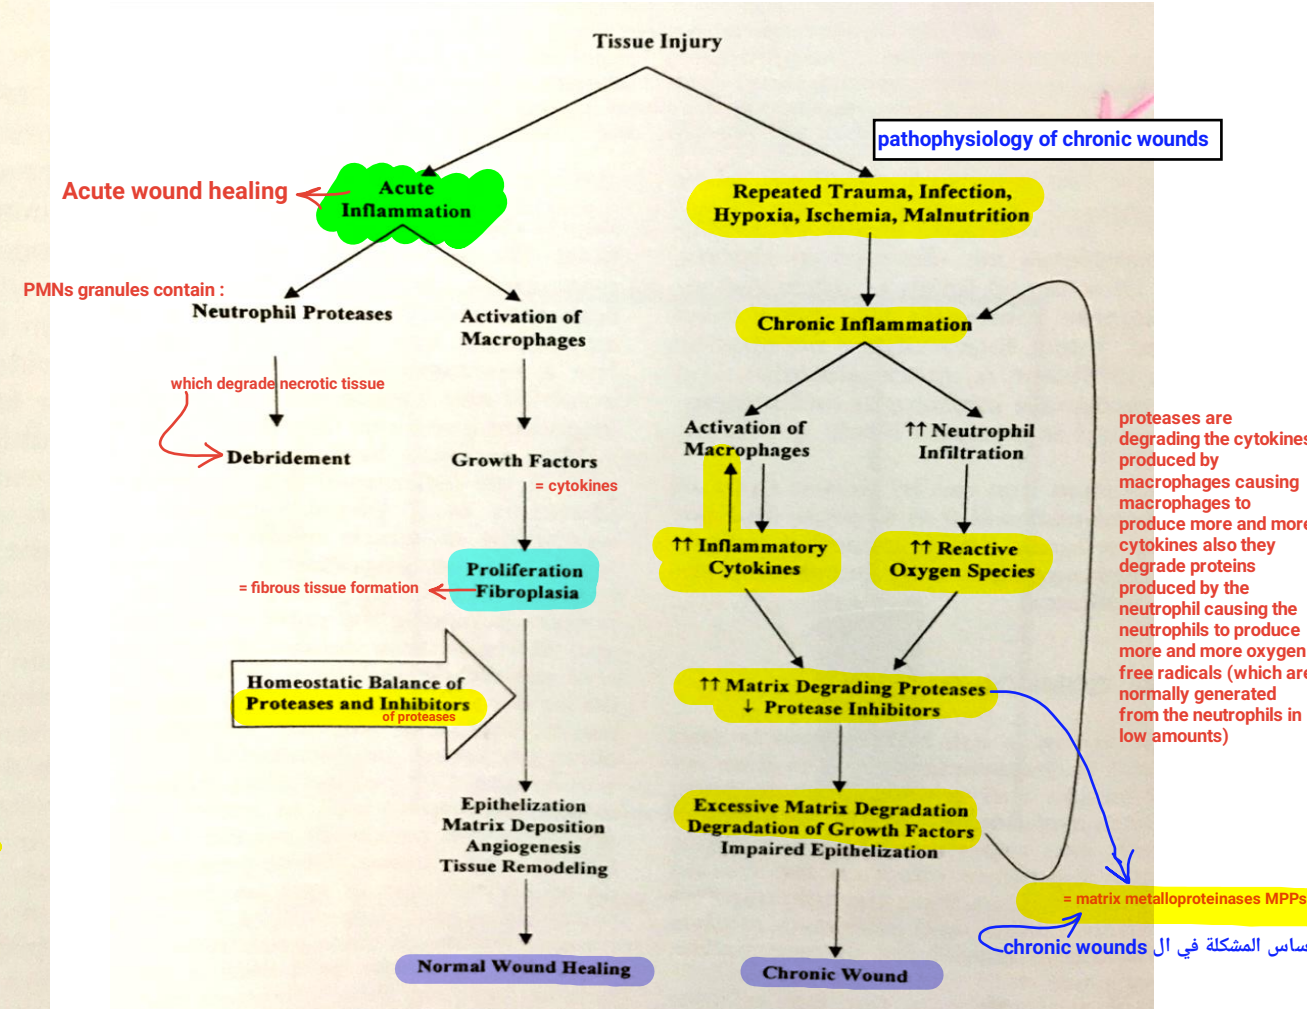 Tissue Injury
pathophysiology of chronic wounds
Acute wound healing
Acute
Inflammation
Repeated Trauma, Infection,
Hypoxia, Ischemia, Malnutrition
PMNs granules contain :
Neutrophil Proteases
Activation of
Macrophages
Chronic Inflammation
which degrade necrotic tissue
Debridement
Growth Factors
= cytokines
Activation of
Macrophages
↑↑ Neutrophil
Infiltration
proteases are
degrading the cytokines
produced by
macrophages causing
macrophages to
produce more and more
cytokines also they
degrade proteins
produced by the
neutrophil causing the
neutrophils to produce
more and more oxygen
free radicals (which are
normally generated
from the neutrophils in
low amounts)
↑↑ Inflammatory
Cytokines
↑↑ Reactive
Oxygen Species
Proliferation
Fibroplasia
= fibrous tissue formation
Homeostatic Balance of
Proteases and Inhibitors
of proteases
↑↑ Matrix Degrading Proteases
↓ Protease Inhibitors
Epithelization
Matrix Deposition
Angiogenesis
Tissue Remodeling
Excessive Matrix Degradation
Degradation of Growth Factors
Impaired Epithelization
= matrix metalloproteinases MPPs
المشكلة في ال chronic wounds
Normal Wound Healing
Chronic Wound